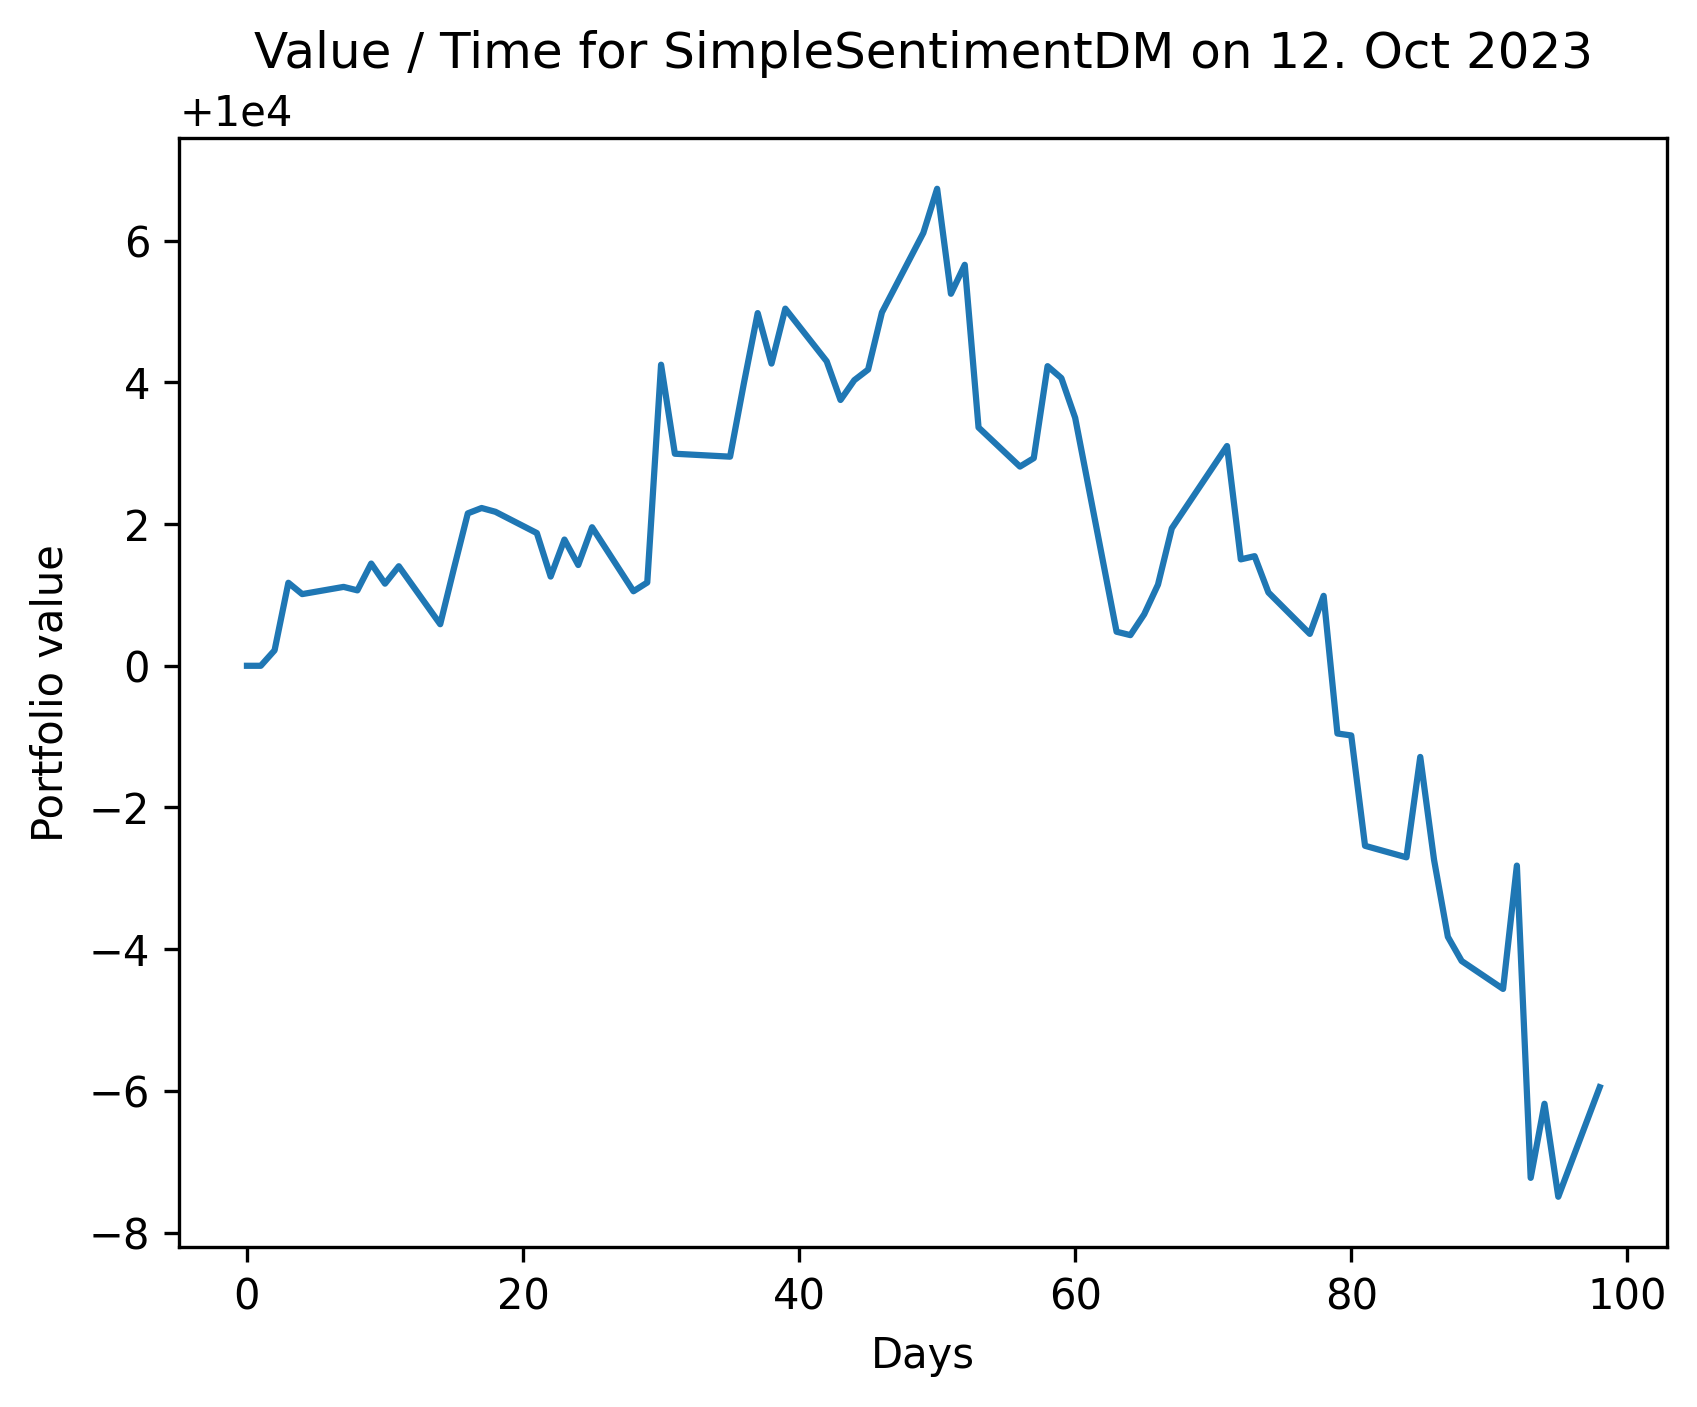 Value / Time for SimpleSentimentDM on 12. Oct 2023
+1e4
6
4
2
0
−2
−4
−6
−8
Portfolio value
0 20 40 60 80 100
Days